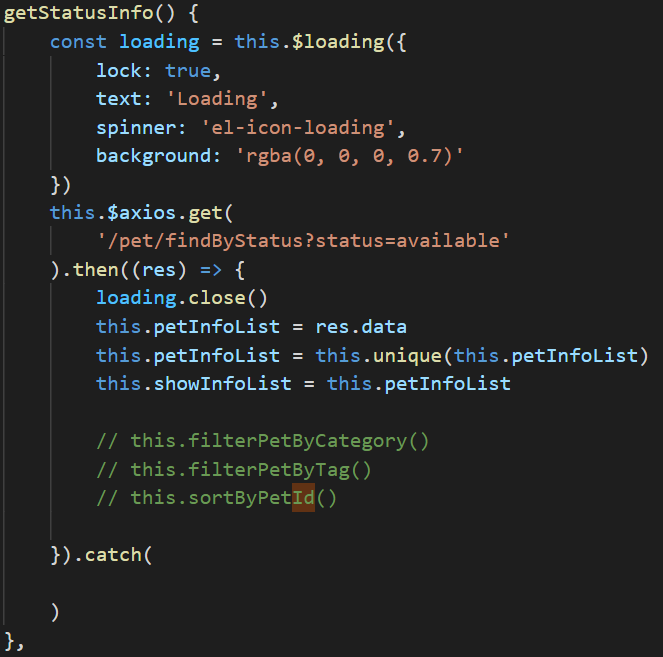 getStatusInfo() {
const loading = this.$loading({
lock: true,
text: 'Loading',
spinner: 'el-icon-loading',
background: 'rgba(0, 0, 0, 0.7)'
})
this.$axios.get(
'/pet/findByStatus?status=available'
).then((res) => {
loading.close()
this.petInfoList = res.data
this.petInfoList = this.unique(this.petInfoList)
this.showInfoList = this.petInfoList
// this.filterPetByCategory()
// this.filterPetByTag()
// this.sortByPetId()
}).catch(
)
},